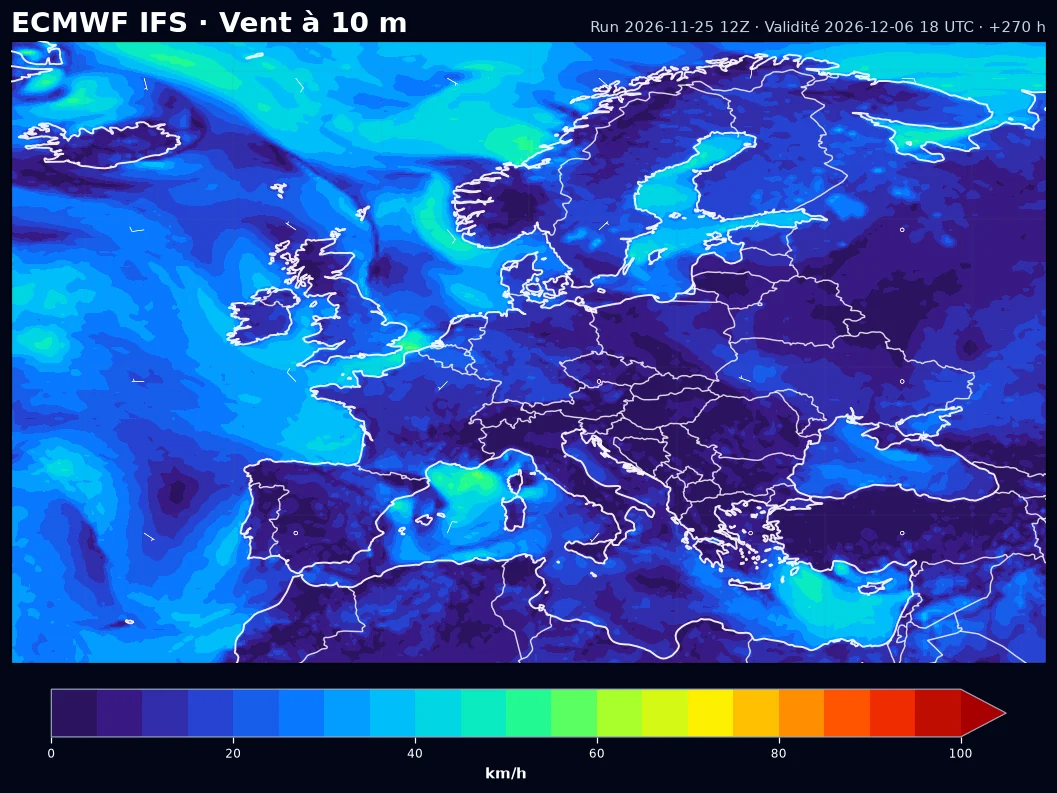 ECMWF IFS · Vent à 10 m
Run 2026-11-25 12Z · Validité 2026-12-06 18 UTC · +270 h
0 20 40 60 80 100
km/h